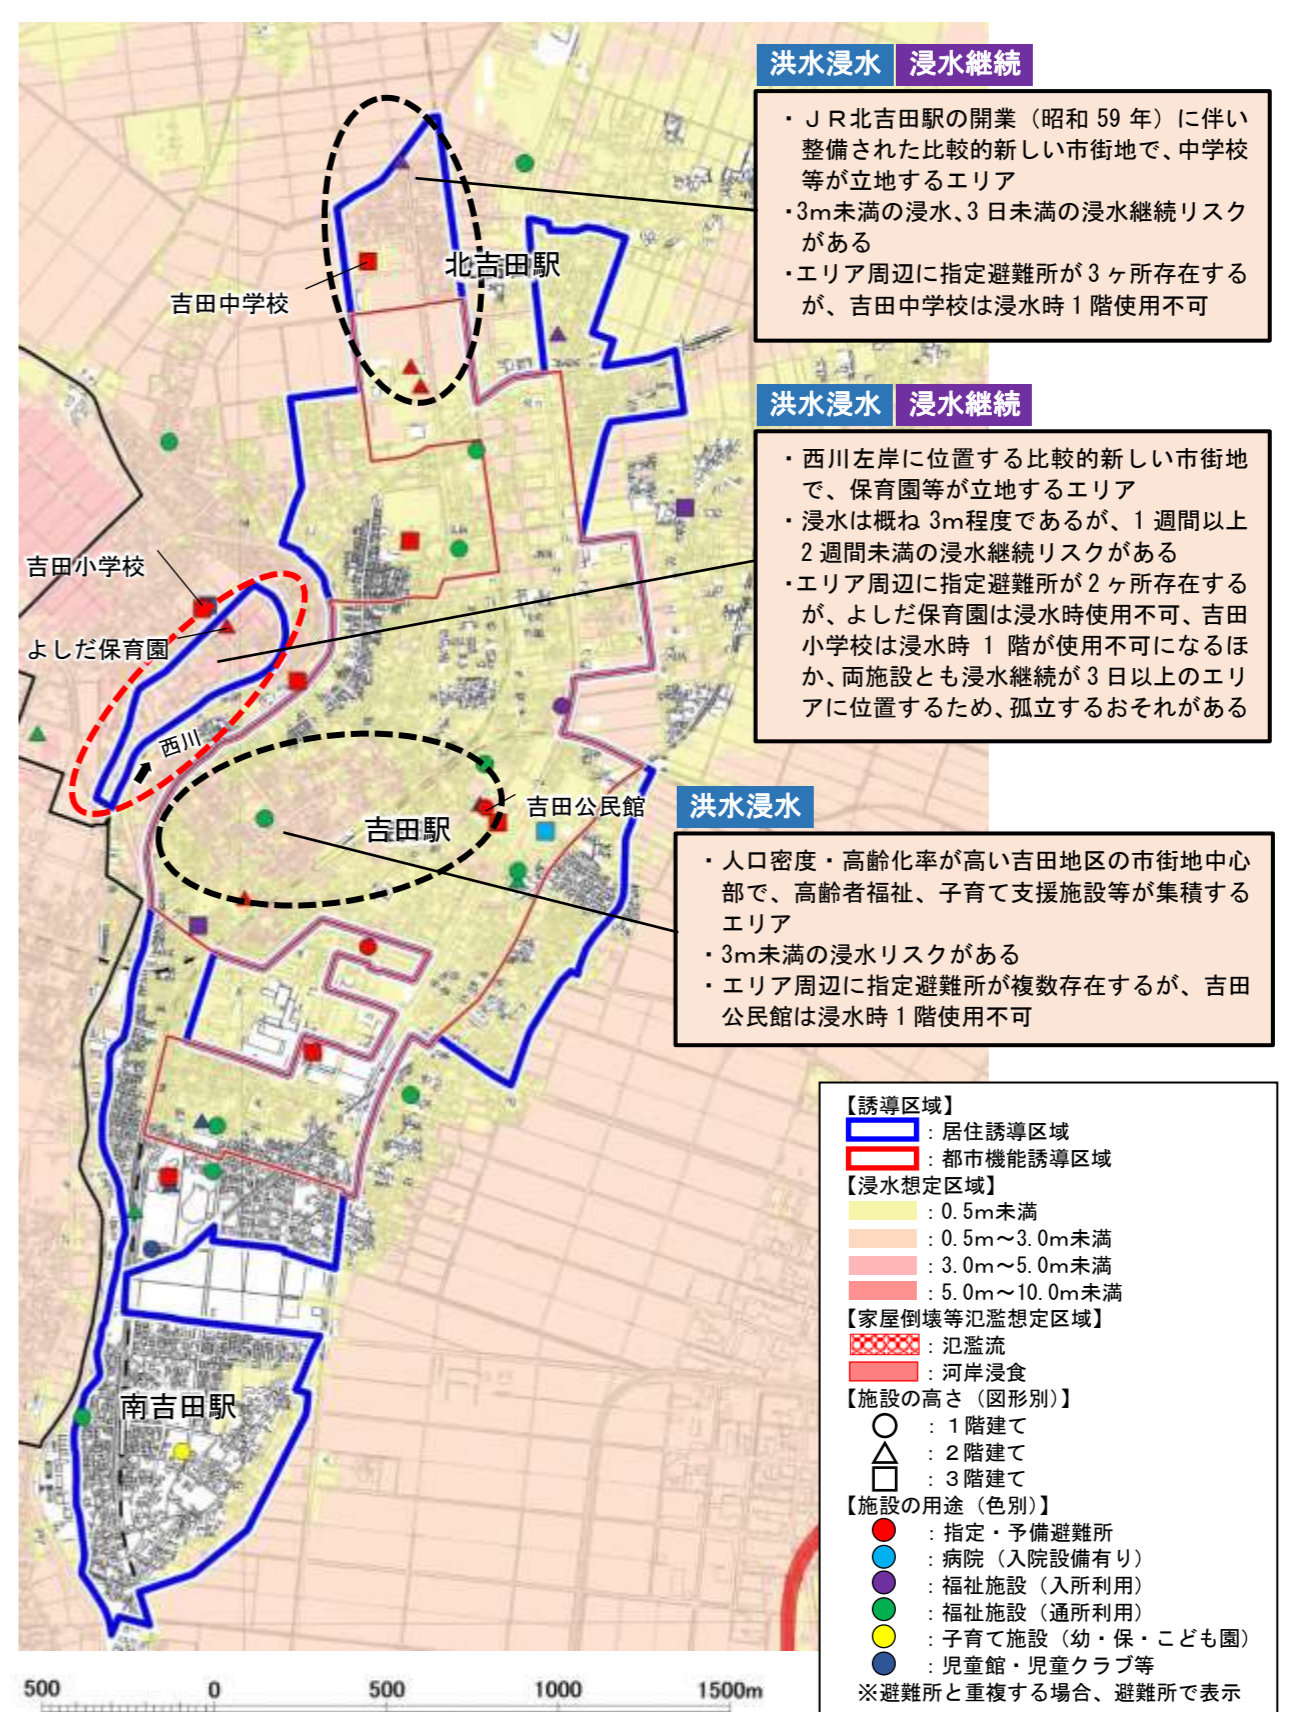 洪水浸水 浸水継続
・ＪＲ北吉田駅の開業（昭和 59 年）に伴い
整備された比較的新しい市街地で、中学校
等が立地するエリア
・3ｍ未満の浸水、3 日未満の浸水継続リスク
がある
・エリア周辺に指定避難所が 3 ヶ所存在する
が、吉田中学校は浸水時 1 階使用不可
北吉田駅
吉田中学校
洪水浸水 浸水継続
・西川左岸に位置する比較的新しい市街地
で、保育園等が立地するエリア
・浸水は概ね 3ｍ程度であるが、1 週間以上
2 週間未満の浸水継続リスクがある
・エリア周辺に指定避難所が 2 ヶ所存在する
が、よしだ保育園は浸水時使用不可、吉田
小学校は浸水時 1 階が使用不可になるほ
か、両施設とも浸水継続が 3 日以上のエリ
アに位置するため、孤立するおそれがある
吉田小学校
よしだ保育園
西川
吉田公民館
吉田駅
洪水浸水
・人口密度・高齢化率が高い吉田地区の市街地中心
部で、高齢者福祉、子育て支援施設等が集積する
エリア
・3ｍ未満の浸水リスクがある
・エリア周辺に指定避難所が複数存在するが、吉田
公民館は浸水時 1 階使用不可
南吉田駅
【誘導区域】
：居住誘導区域
：都市機能誘導区域
【浸水想定区域】
：0.5ｍ未満
：0.5ｍ～3.0ｍ未満
：3.0ｍ～5.0ｍ未満
：5.0ｍ～10.0ｍ未満
【家屋倒壊等氾濫想定区域】
：氾濫流
：河岸浸食
【施設の高さ（図形別）】
：１階建て
：２階建て
：３階建て
【施設の用途（色別）】
：指定・予備避難所
：病院（入院設備有り）
：福祉施設（入所利用）
：福祉施設（通所利用）
：子育て施設（幼・保・こども園）
：児童館・児童クラブ等
※避難所と重複する場合、避難所で表示
500 0 500 1000 1500m